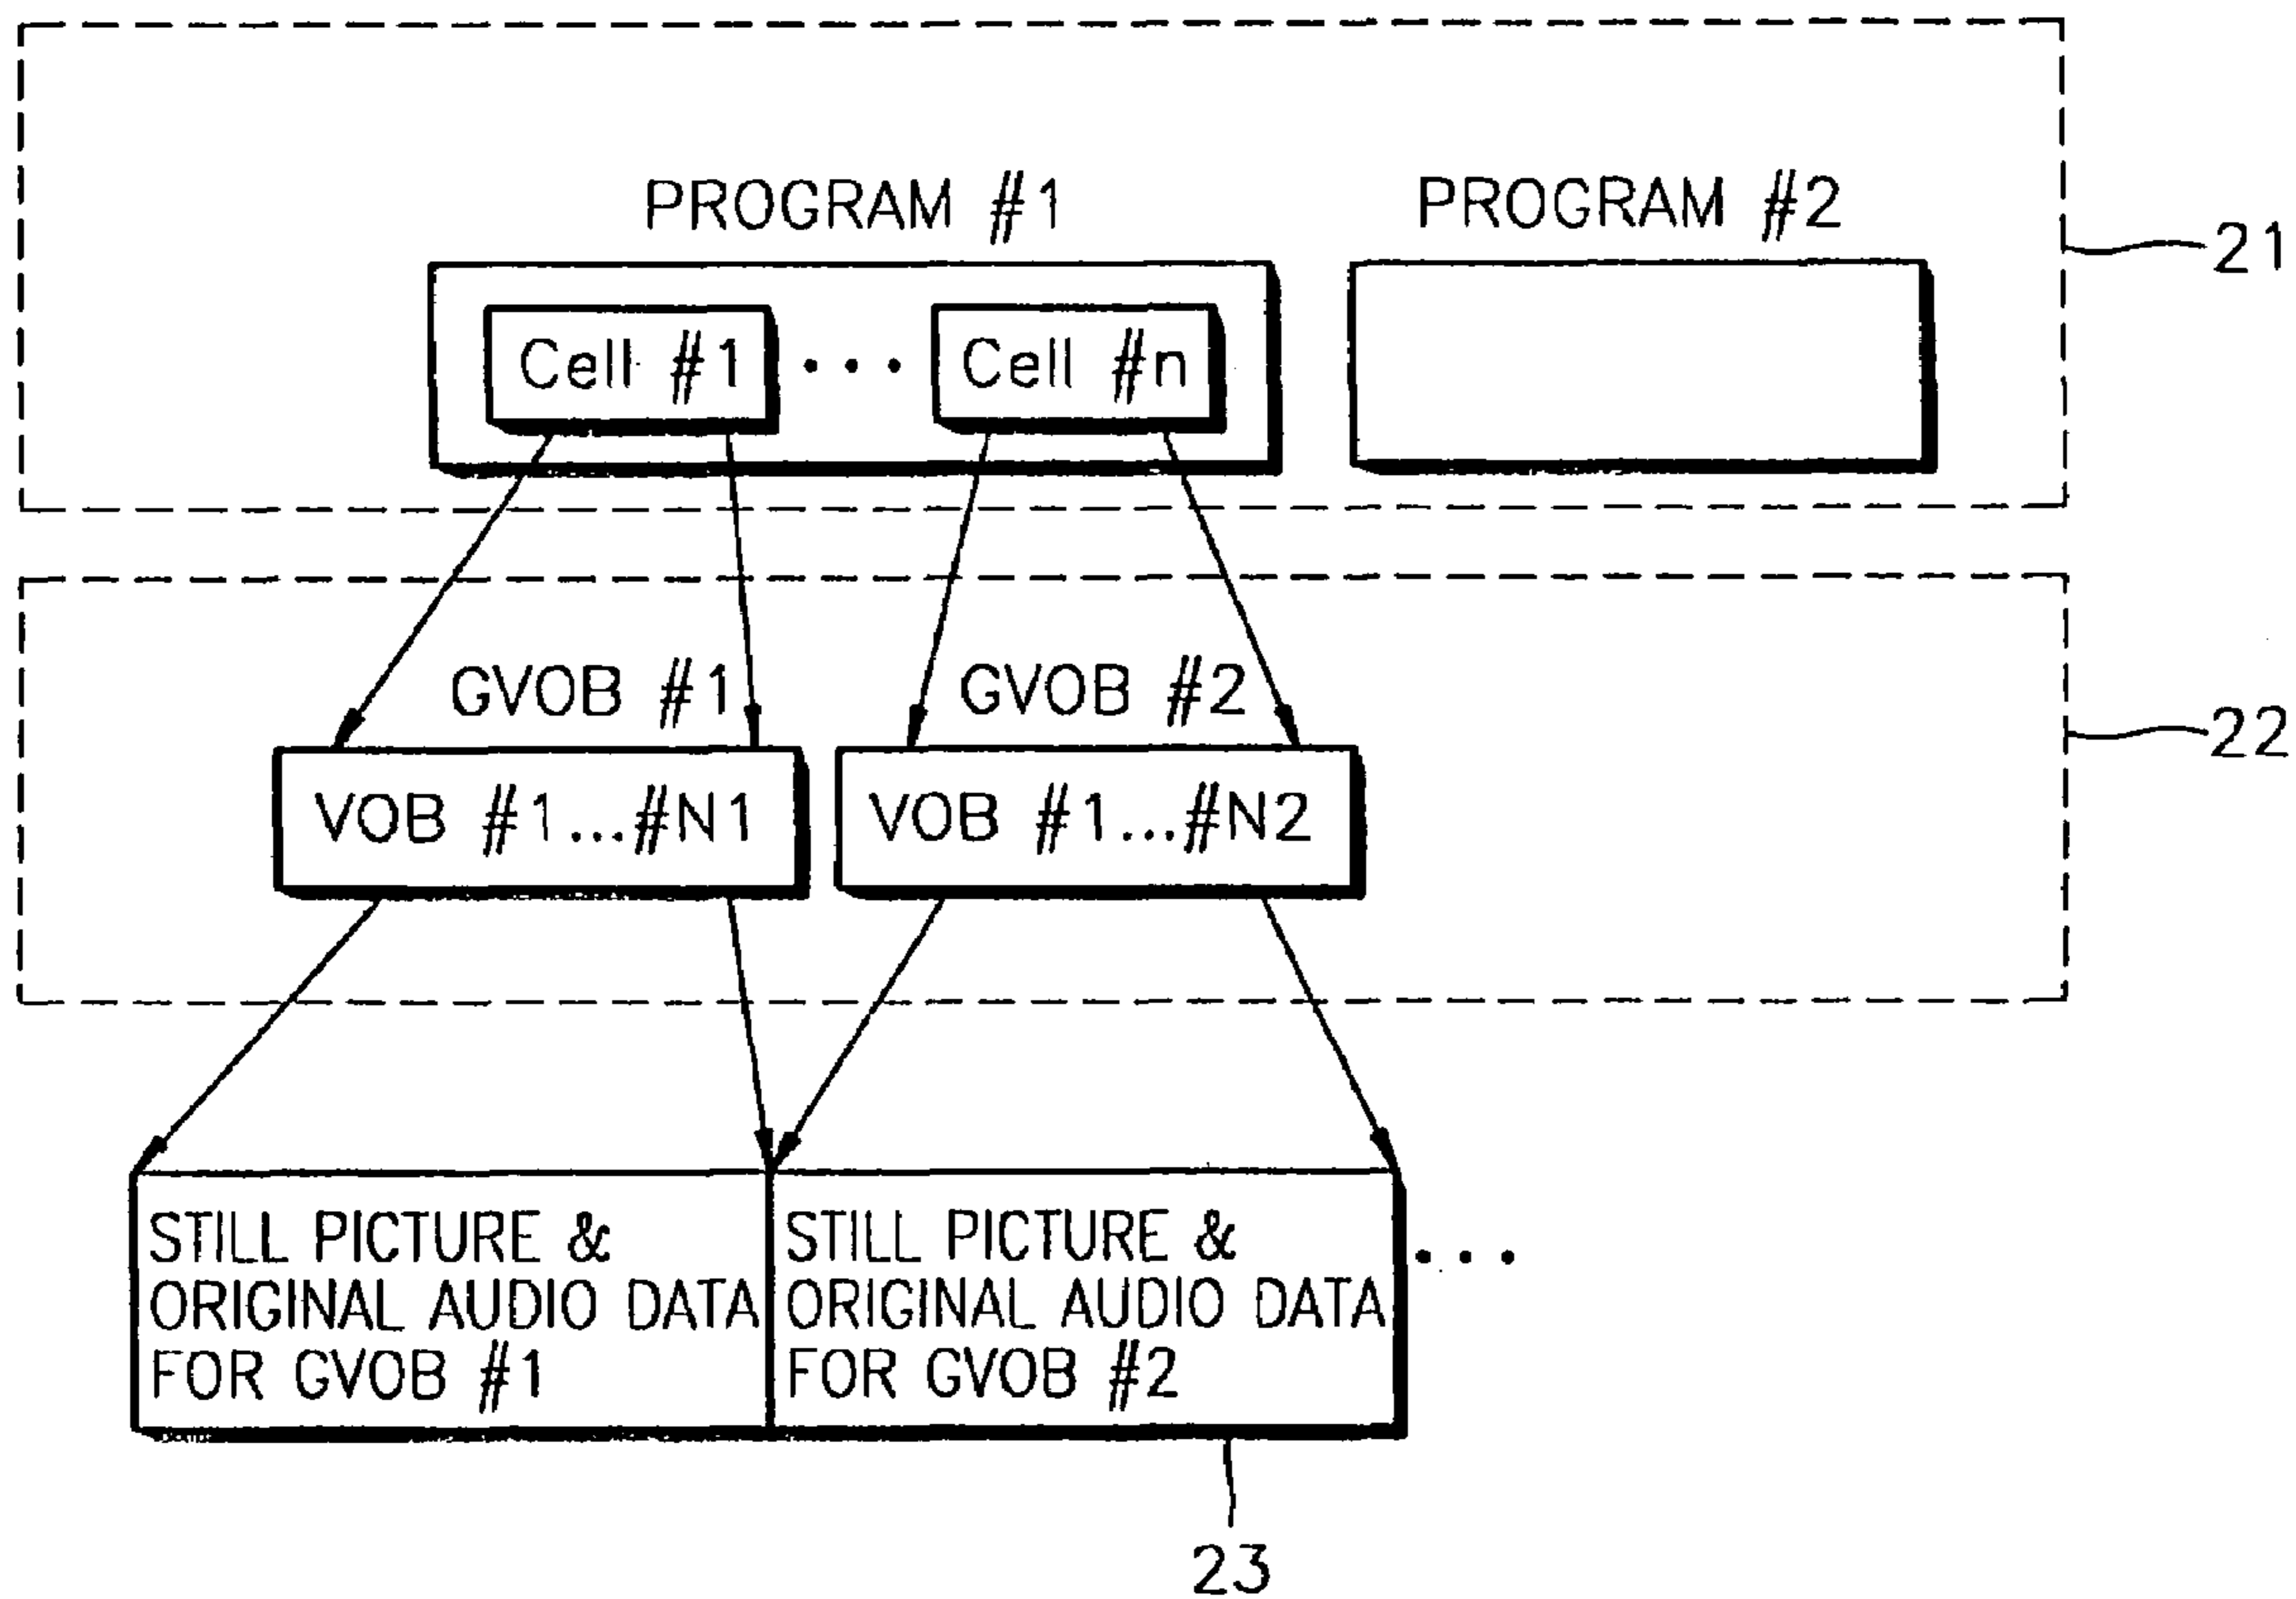 PROGRAM #1
PROGRAM #2
21
Cell #1 ... Cell #n
GVOB #1
GVOB #2
22
VOB #1...#N1
VOB #1...#N2
STILL PICTURE &
ORIGINAL AUDIO DATA
FOR GVOB #1
STILL PICTURE &
ORIGINAL AUDIO DATA
FOR GVOB #2
...
23